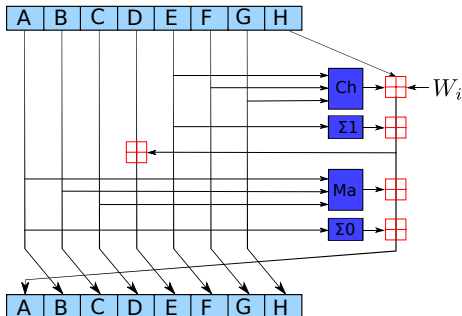 A B C D E F G H
Ch
W_i
Σ1
Ma
Σ0
A B C D E F G H